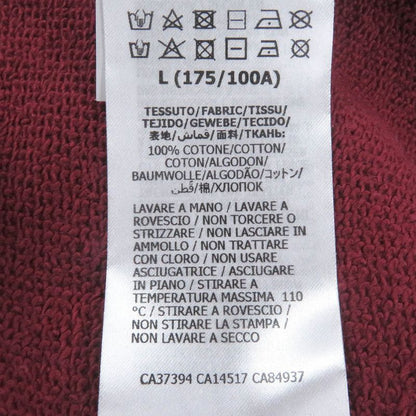 L (175/100A)
TESSUTO/FABRIC/TISSU/
TEJIDO/GEWEBE/TECIDO/
表地/قماش/面料/ТКАНЬ:
100% COTONE/COTTON/
COTON/ALGODON/
BAUMWOLLE/ALGODÃO/コットン/
قطن/棉/ХЛОПОК
LAVARE A MANO / LAVARE A
ROVESCIO / NON TORCERE O
STRIZZARE / NON LASCIARE IN
AMMOLLO / NON TRATTARE
CON CLORO / NON USARE
ASCIUGATRICE / ASCIUGARE
IN PIANO / STIRARE A
TEMPERATURA MASSIMA 110
°C / STIRARE A ROVESCIO /
NON STIRARE LA STAMPA /
NON LAVARE A SECCO
CA37394 CA14517 CA84937